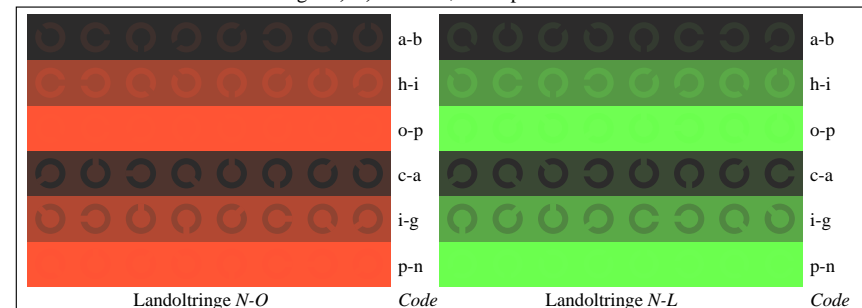 a-b a-b
h-i h-i
o-p o-p
c-a c-a
i-g i-g
p-n p-n
Landoltringe N-O Code Landoltringe N-L Code